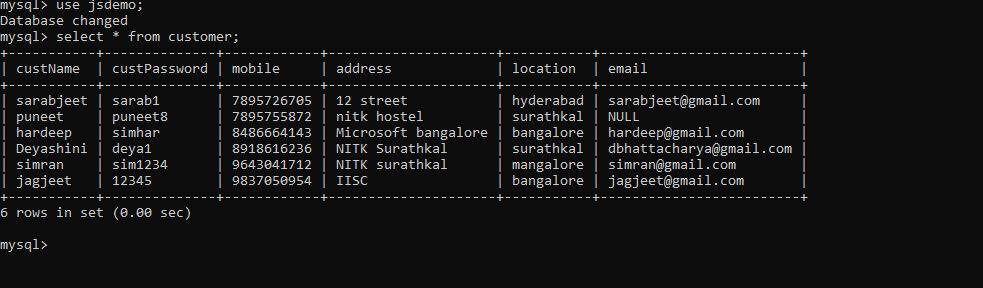 mysql> use jsdemo;
Database changed
mysql> select * from customer;
+-----------+--------------+------------+---------------------+-----------+-------------------------+
| custName  | custPassword | mobile     | address             | location  | email                   |
+-----------+--------------+------------+---------------------+-----------+-------------------------+
| sarabjeet | sarab1       | 7895726705 | 12 street           | hyderabad | sarabjeet@gmail.com     |
| puneet    | puneet8      | 7895755872 | nitk hostel         | surathkal | NULL                    |
| hardeep   | simhar       | 8486664143 | Microsoft bangalore | bangalore | hardeep@gmail.com       |
| Deyashini | deya1        | 8918616236 | NITK Surathkal      | surathkal | dbhattacharya@gmail.com |
| simran    | sim1234      | 9643041712 | NITK surathkal      | mangalore | simran@gmail.com        |
| jagjeet   | 12345        | 9837050954 | IISC                | bangalore | jagjeet@gmail.com       |
+-----------+--------------+------------+---------------------+-----------+-------------------------+
6 rows in set (0.00 sec)
mysql>